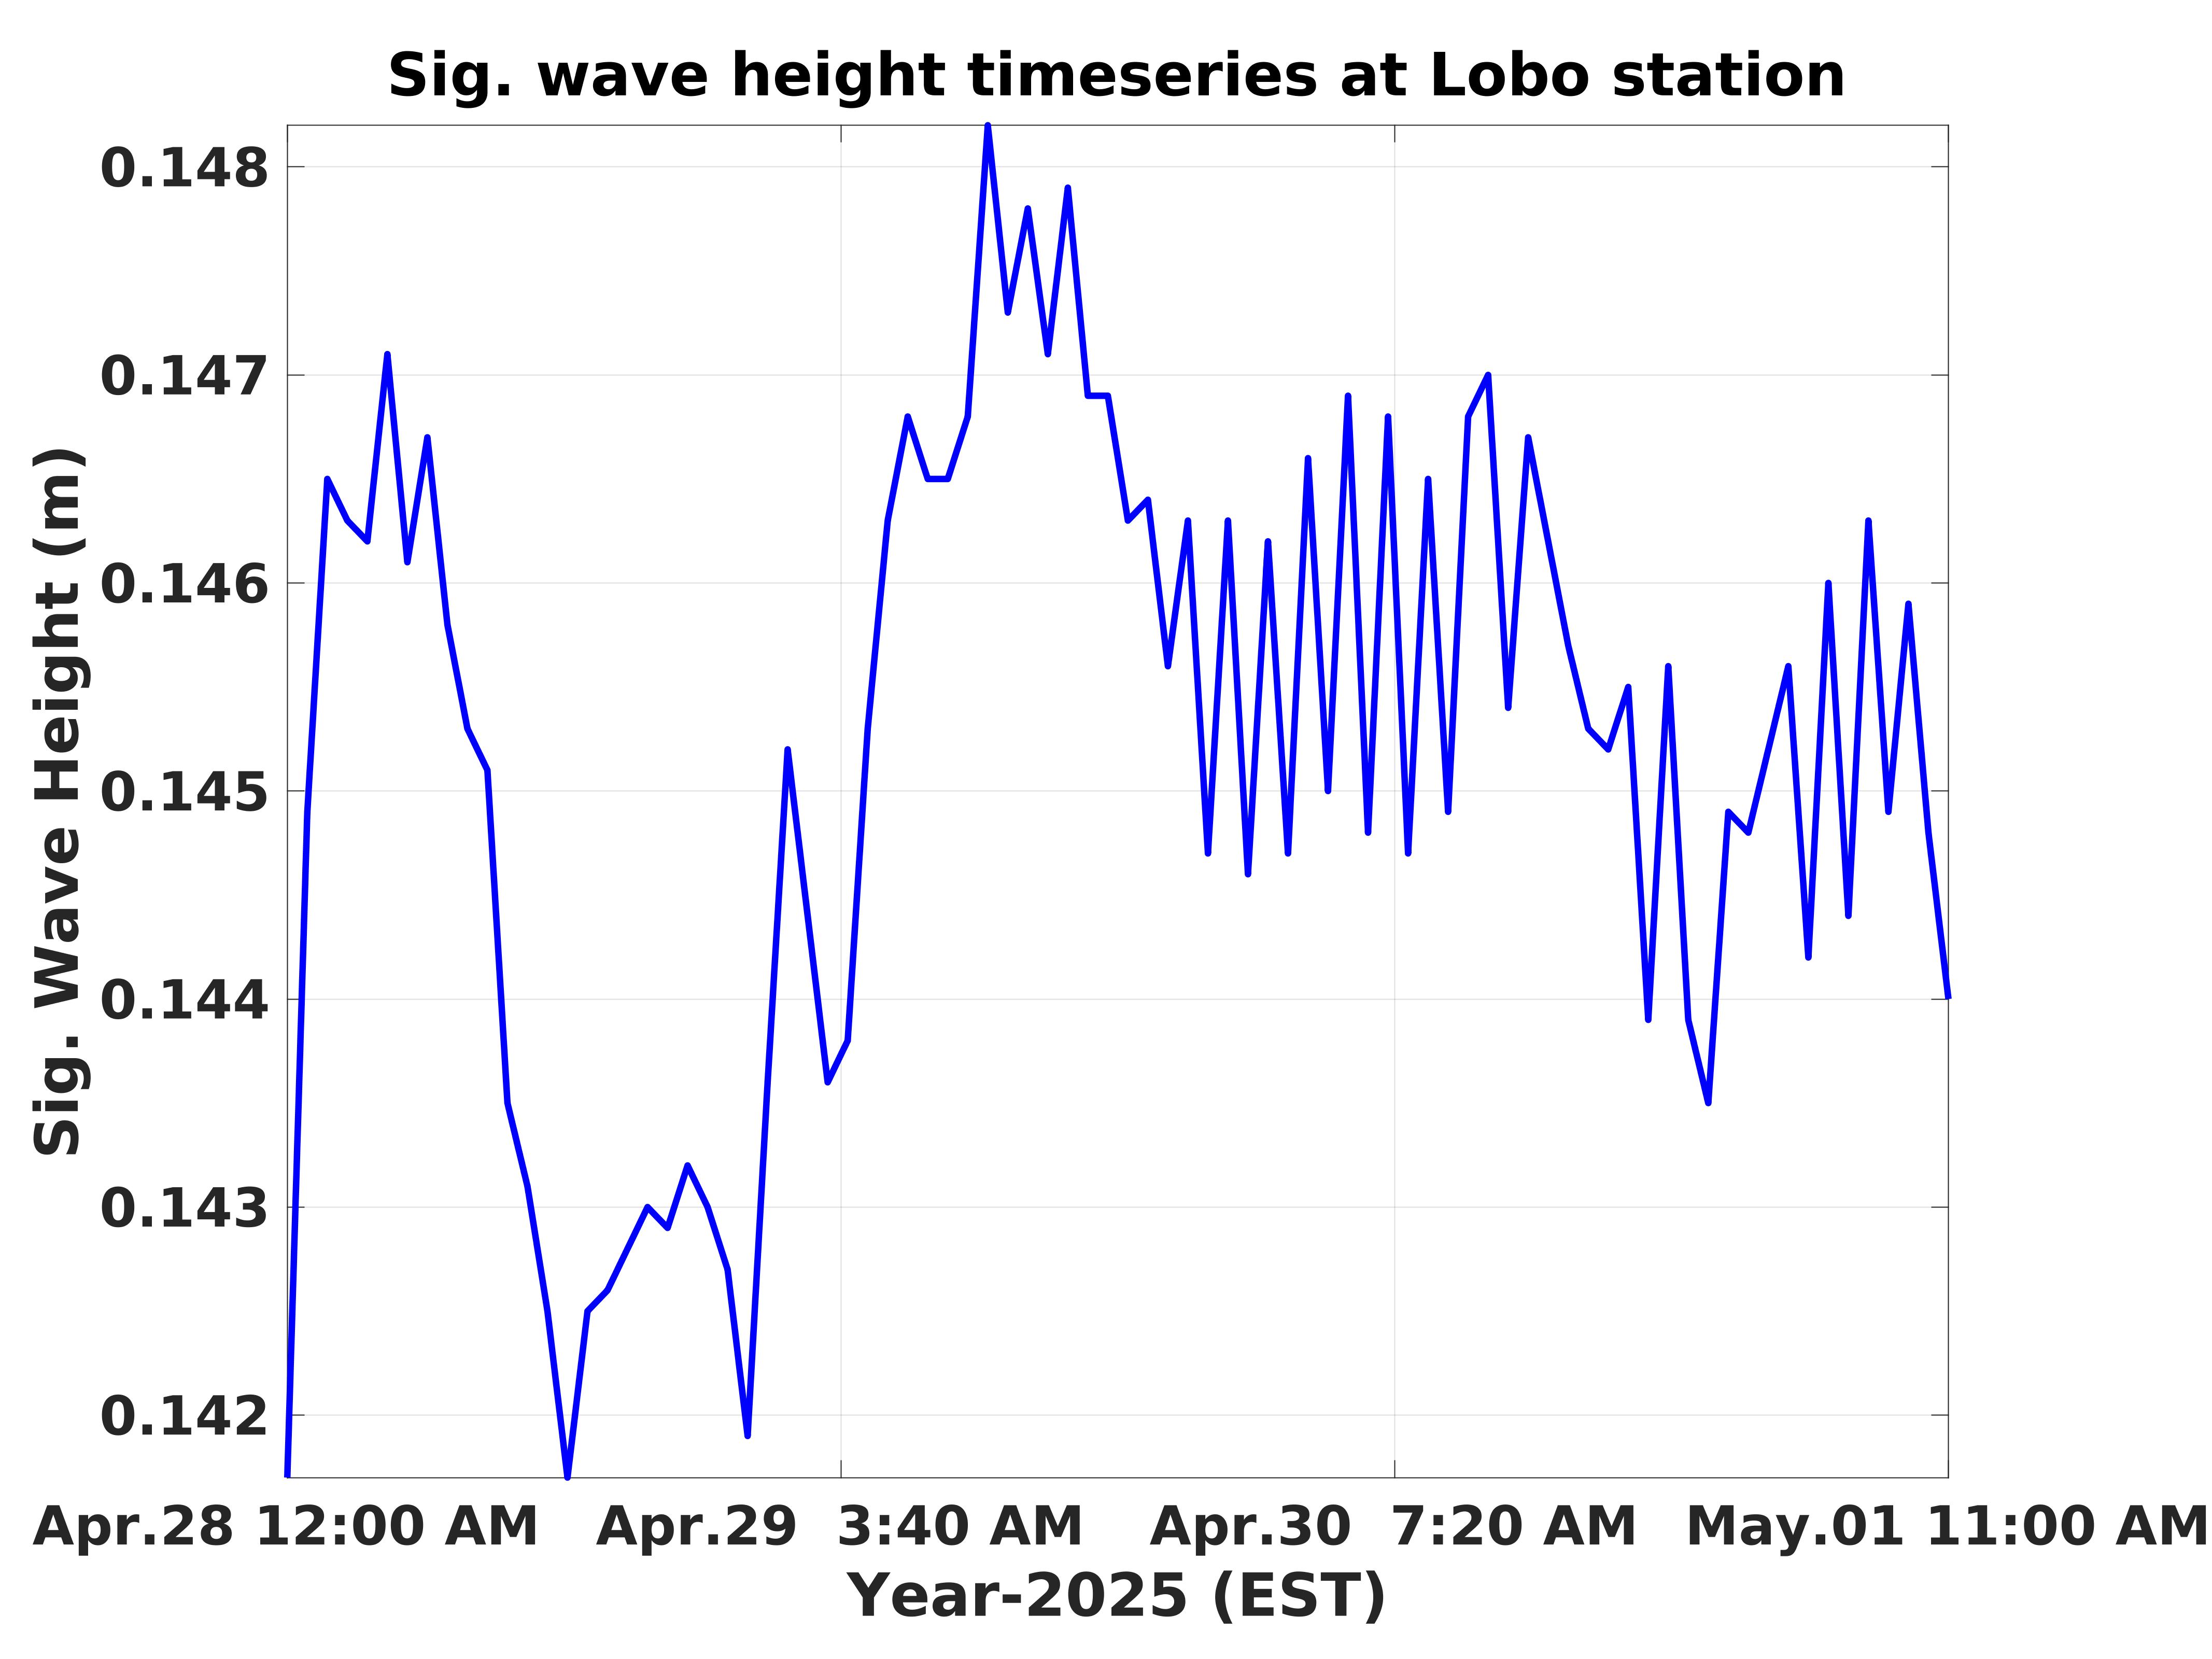 Sig. wave height timeseries at Lobo station
0.148
0.147
0.146
0.145
0.144
0.143
0.142
Sig. Wave Height (m)
Apr.28 12:00 AM Apr.29 3:40 AM Apr.30 7:20 AM May.01 11:00 AM
Year-2025 (EST)